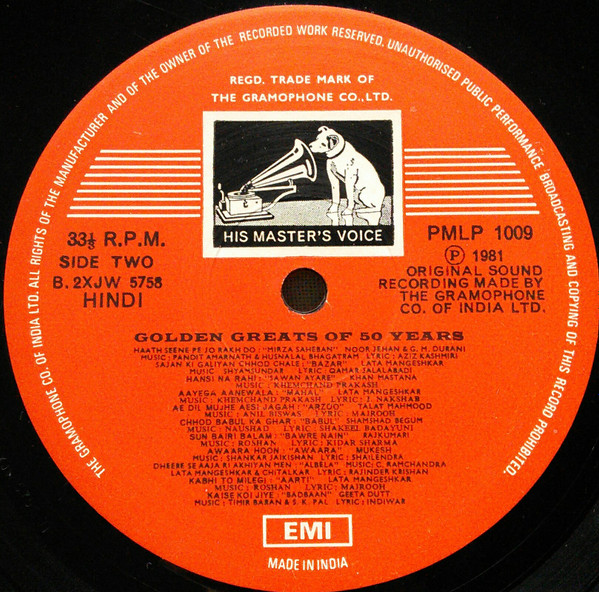 THE GRAMOPHONE CO. OF INDIA LTD. ALL RIGHTS OF THE MANUFACTURER AND OF THE OWNER OF THE RECORDED WORK RESERVED. UNAUTHORISED PUBLIC PERFORMANCE BROADCASTING AND COPYING OF THIS RECORD PROHIBITED.
REGD. TRADE MARK OF
THE GRAMOPHONE CO.,LTD.
HIS MASTER'S VOICE
33⅓ R.P.M.
SIDE TWO
B. 2XJW 5758
HINDI
PMLP 1009
Ⓟ 1981
ORIGINAL SOUND
RECORDING MADE BY
THE GRAMOPHONE
CO. OF INDIA LTD.
GOLDEN GREATS OF 50 YEARS
HAATH SEENE PE JO RAKH DO : "MIRZA SAHEBAN" NOOR JEHAN & G. M. DURANI
MUSIC : PANDIT AMARNATH & HUSNALAL BHAGATRAM LYRIC : AZIZ KASHMIRI
SAJAN KI GALIYAN CHHOD CHALE : "BAZAR" LATA MANGESHKAR
MUSIC SHYAMSUNDAR LYRIC: QAMAR JALALABADI
HANSI NA RAHI : "SAWAN AYARE" KHAN MASTANA
MUSIC : KHEMCHAND PRAKASH
AAYEGA AANEWALA : "MAHAL" LATA MANGESHKAR
MUSIC : KHEMCHAND PRAKASH LYRIC : J. NAKSHAB
AE DIL MUJHE AESI JAGAH : "ARZOO" TALAT MAHMOOD
MUSIC : ANIL BISWAS LYRIC : MAJROOH
CHHOD BABUL KA GHAR : "BABUL" SHAMSHAD BEGUM
MUSIC : NAUSHAD LYRIC : SHAKEEL BADAYUNI
SUN BAIRI BALAM : "BAWRE NAIN" RAJKUMARI
MUSIC : ROSHAN LYRIC : KIDAR SHARMA
AWAARA HOON : "AWAARA" MUKESH
MUSIC : SHANKAR JAIKISHAN LYRIC : SHAILENDRA
DHEERE SE AAJA RI AKNIYAN MEN : "ALBELA" MUSIC: C. RAMCHANDRA
LATA MANGESHKAR & CHITALKAR LYRIC : RAJINDER KRISHAN
KABHI TO MILEGI : "AARTI" LATA MANGESHKAR
MUSIC : ROSHAN LYRIC : MAJROOH
KAISE KOI JIYE : "BADBAAN" GEETA DUTT
MUSIC : TIMIR BARAN & S. K. PAL LYRIC : INDIWAR
EMI
MADE IN INDIA